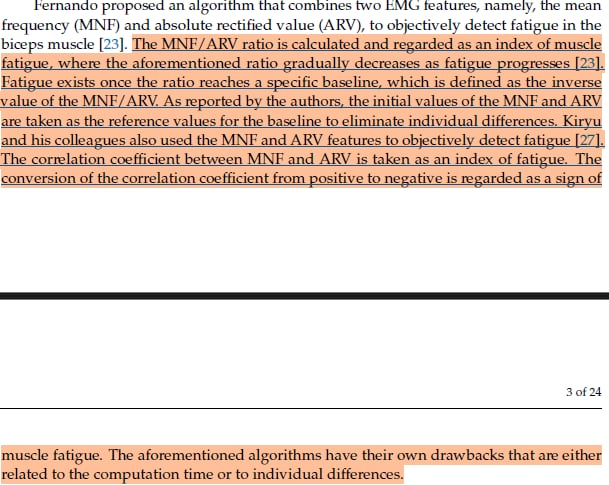 Fernando proposed an algorithm that combines two EMG features, namely, the mean
frequency (MNF) and absolute rectified value (ARV), to objectively detect fatigue in the
biceps muscle [23]. The MNF/ARV ratio is calculated and regarded as an index of muscle
fatigue, where the aforementioned ratio gradually decreases as fatigue progresses [23].
Fatigue exists once the ratio reaches a specific baseline, which is defined as the inverse
value of the MNF/ARV. As reported by the authors, the initial values of the MNF and ARV
are taken as the reference values for the baseline to eliminate individual differences. Kiryu
and his colleagues also used the MNF and ARV features to objectively detect fatigue [27].
The correlation coefficient between MNF and ARV is taken as an index of fatigue. The
conversion of the correlation coefficient from positive to negative is regarded as a sign of
3 of 24
muscle fatigue. The aforementioned algorithms have their own drawbacks that are either
related to the computation time or to individual differences.